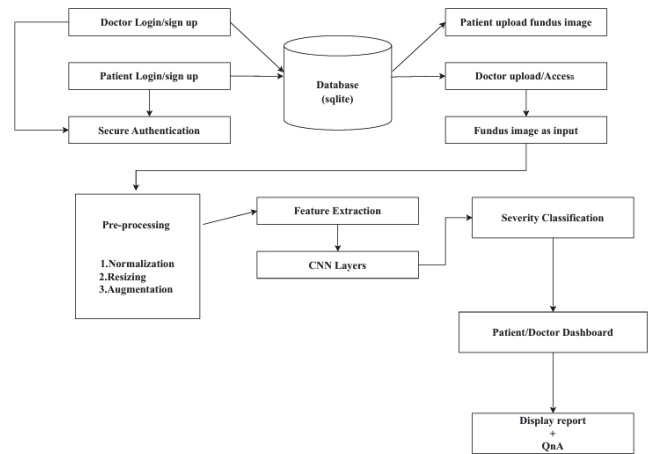 Doctor Login/sign up
Patient upload fundus image
Patient Login/sign up
Database
(sqlite)
Doctor upload/Access
Secure Authentication
Fundus image as input
Pre-processing
1.Normalization
2.Resizing
3.Augmentation
Feature Extraction
CNN Layers
Severity Classification
Patient/Doctor Dashboard
Display report
+
QnA